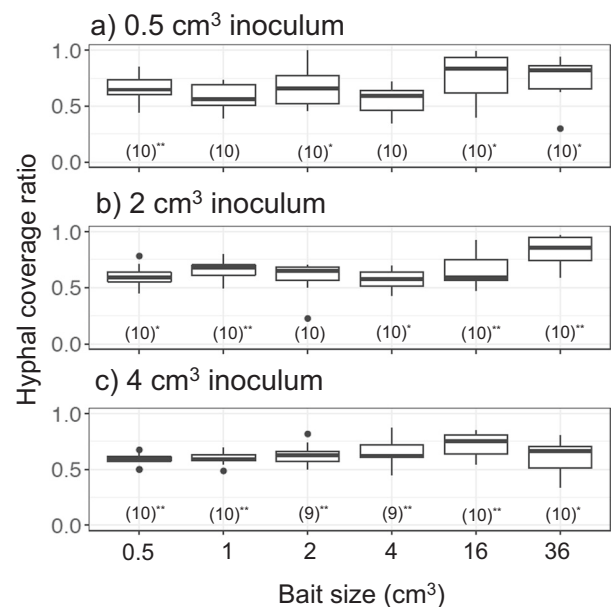 a) 0.5 cm³ inoculum
1.0
0.5
0.0
(10)** (10) (10)* (10) (10)* (10)*
b) 2 cm³ inoculum
1.0
0.5
0.0
(10)* (10)** (10) (10)* (10)** (10)**
c) 4 cm³ inoculum
1.0
0.5
0.0
(10)** (10)** (9)** (9)** (10)** (10)*
0.5 1 2 4 16 36
Bait size (cm³)
Hyphal coverage ratio